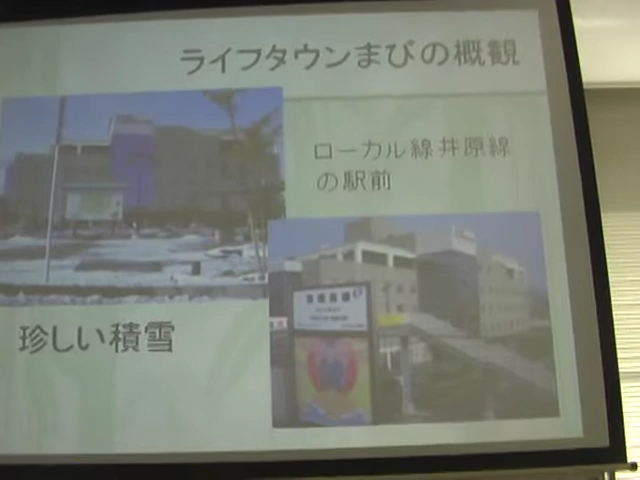 ライフタウンまびの概観
ローカル線井原線
の駅前
珍しい積雪